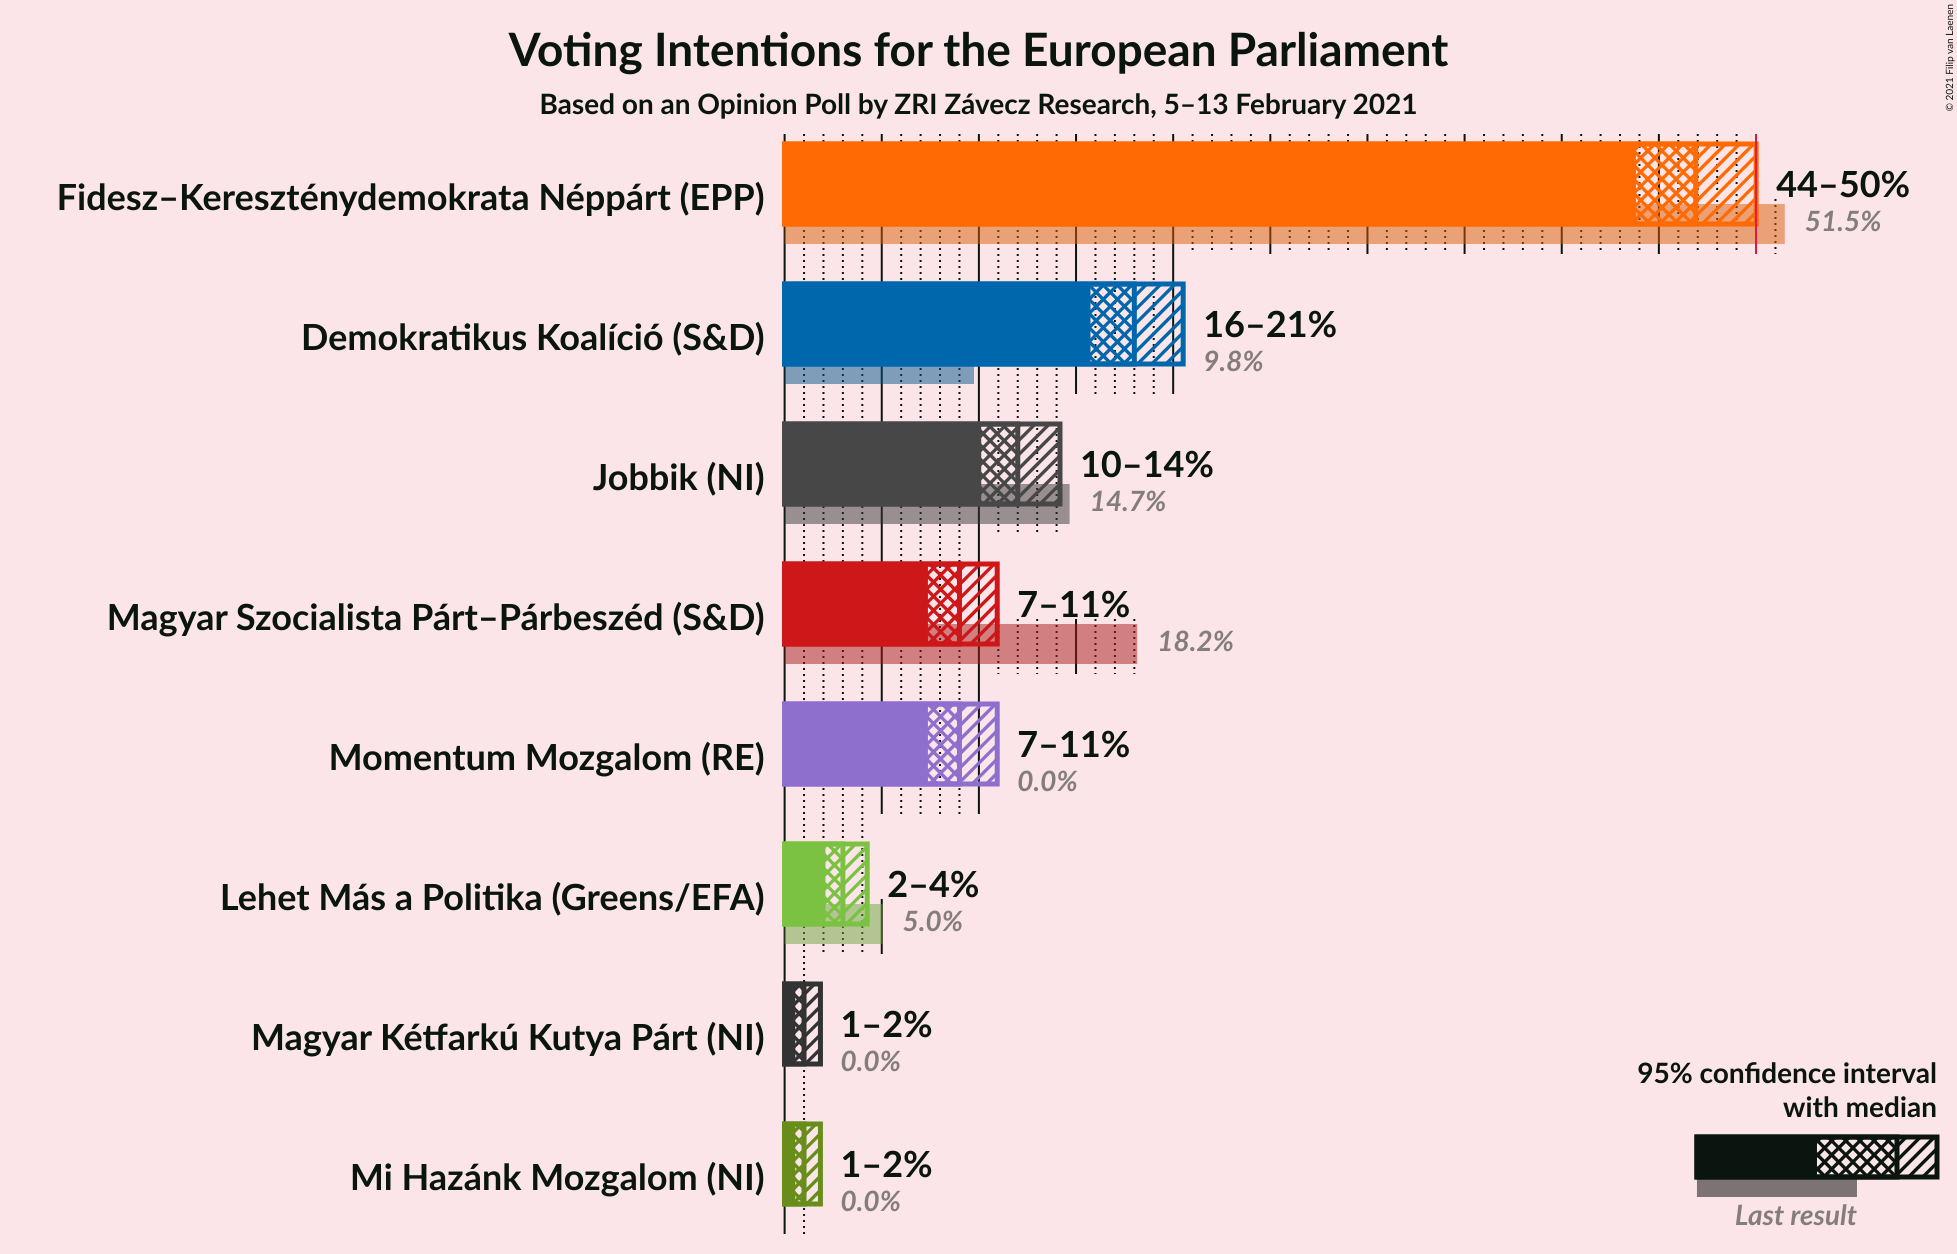 Voting Intentions for the European Parliament
Based on an Opinion Poll by ZRI Závecz Research, 5–13 February 2021
© 2021 Filip van Laenen
Fidesz–Kereszténydemokrata Néppárt (EPP)
44–50%
51.5%
Demokratikus Koalíció (S&D)
16–21%
9.8%
Jobbik (NI)
10–14%
14.7%
Magyar Szocialista Párt–Párbeszéd (S&D)
7–11%
18.2%
Momentum Mozgalom (RE)
7–11%
0.0%
Lehet Más a Politika (Greens/EFA)
2–4%
5.0%
Magyar Kétfarkú Kutya Párt (NI)
1–2%
0.0%
Mi Hazánk Mozgalom (NI)
1–2%
0.0%
95% confidence interval
with median
Last result